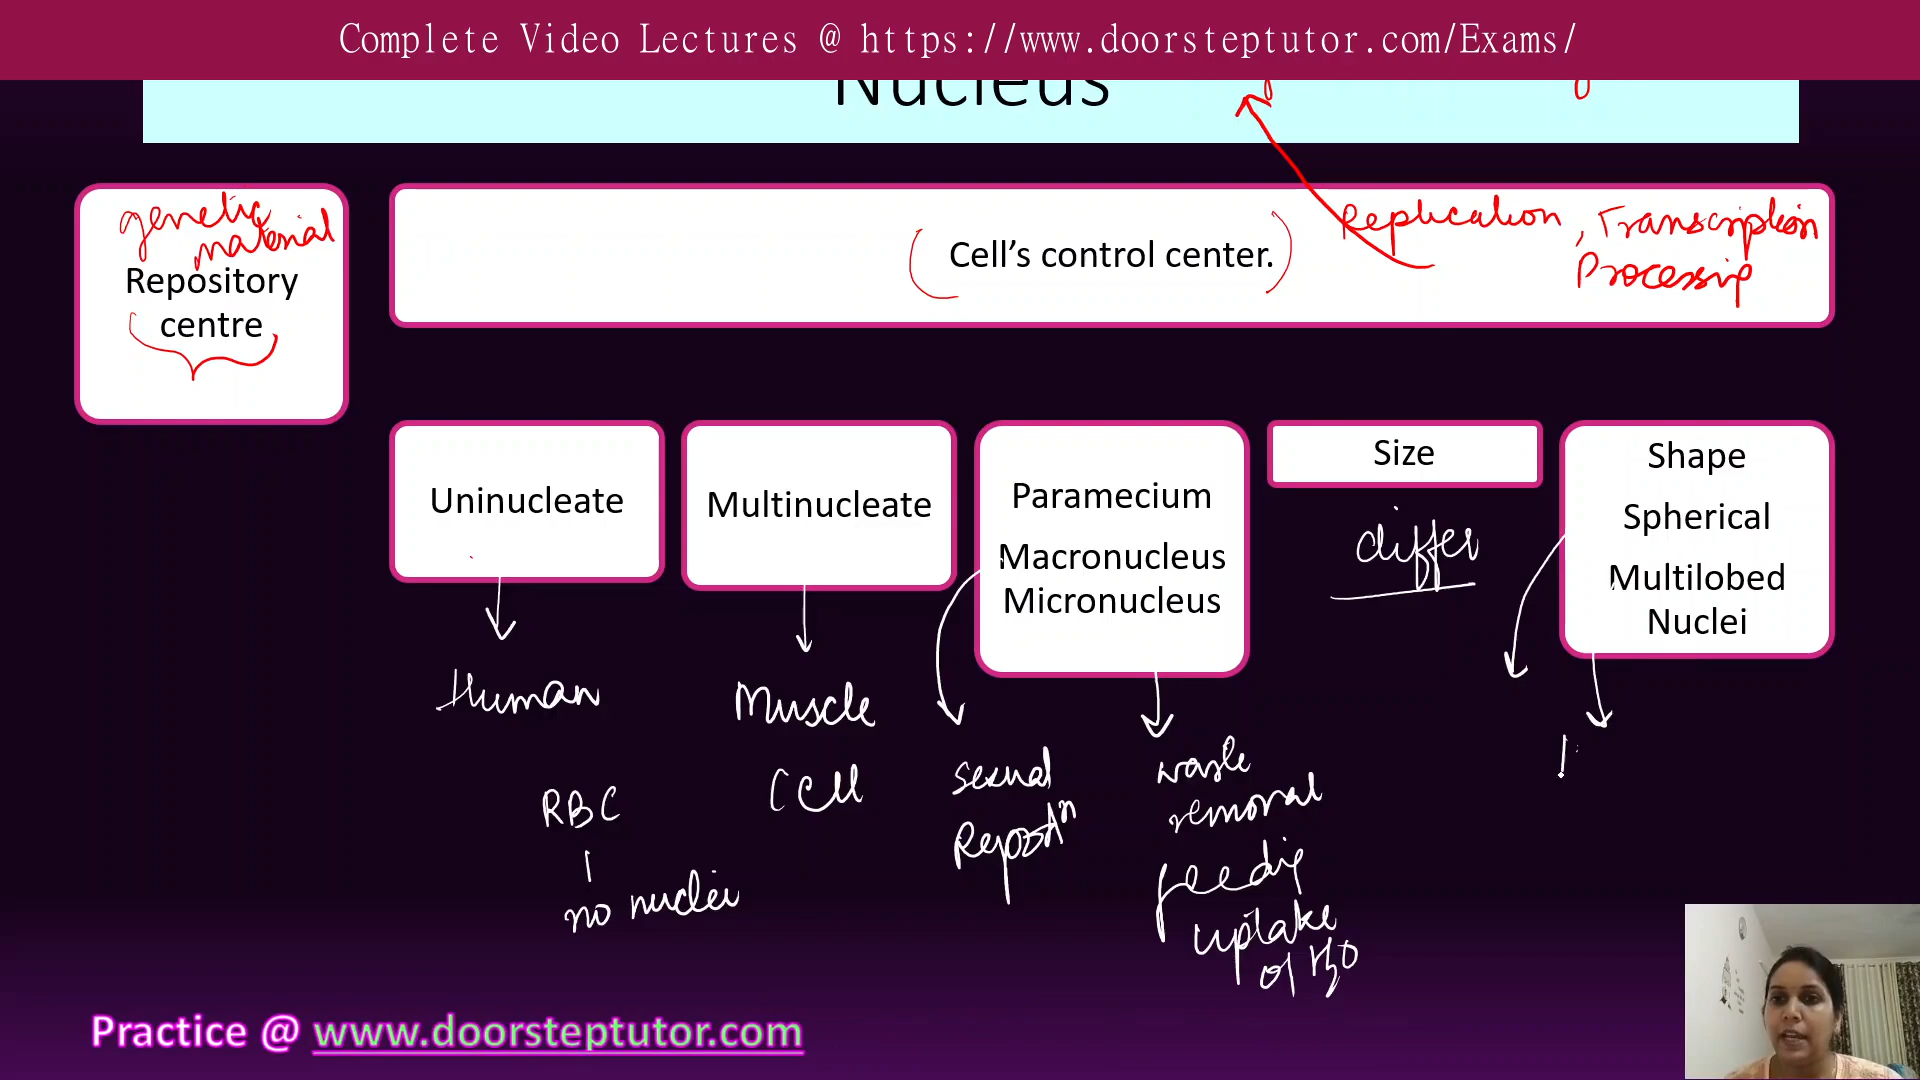 Complete Video Lectures @ https://www.doorsteptutor.com/Exams/
Nucleus
genetic
material
Repository
centre
Cell's control center.
Replication, Transcription
Processing
Uninucleate
Multinucleate
Paramecium
Macronucleus
Micronucleus
Size
Shape
Spherical
Multilobed
Nuclei
differ
Human
RBC
no nuclei
Muscle
Cell
sexual
waste
removal
feeding
uptake
of H2O
Practice @ www.doorsteptutor.com